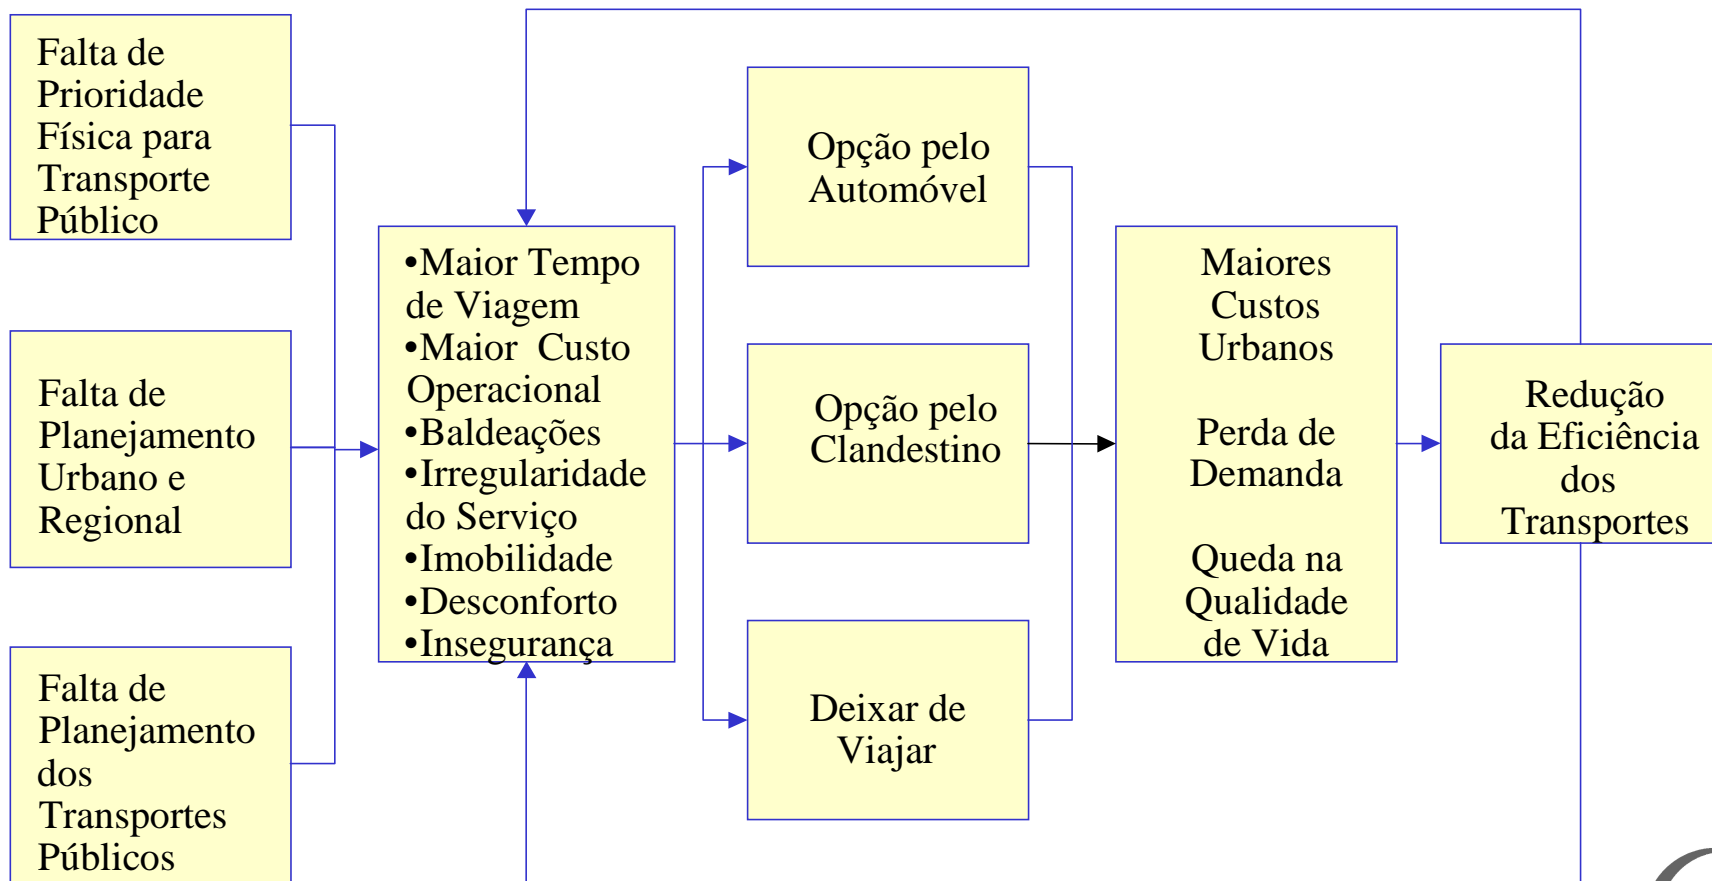 Falta de
Prioridade
Física para
Transporte
Público
Falta de
Planejamento
Urbano e
Regional
Falta de
Planejamento
dos
Transportes
Públicos
•Maior Tempo
de Viagem
•Maior Custo
Operacional
•Baldeações
•Irregularidade
do Serviço
•Imobilidade
•Desconforto
•Insegurança
Opção pelo
Automóvel
Opção pelo
Clandestino
Deixar de
Viajar
Maiores
Custos
Urbanos
Perda de
Demanda
Queda na
Qualidade
de Vida
Redução
da Eficiência
dos
Transportes